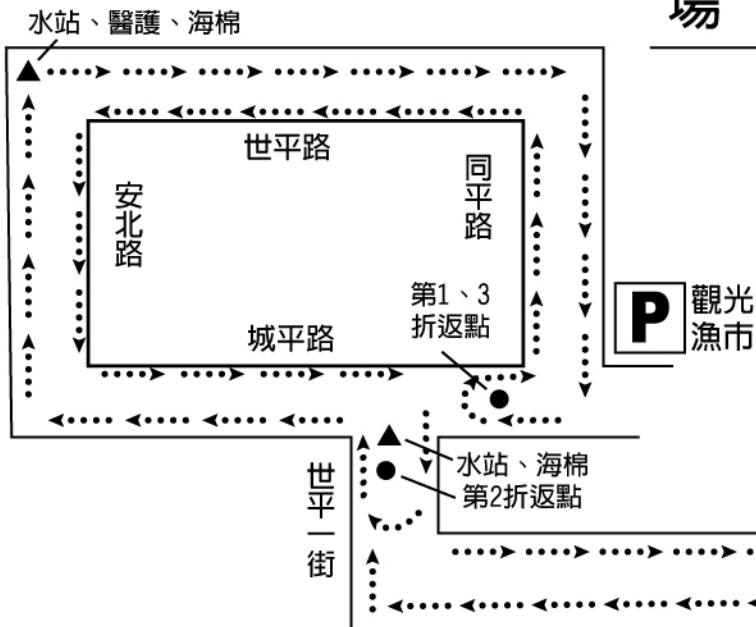 場
水站、醫護、海棉
世平路
同平路
安北路
第1、3
折返點
城平路
P
觀光
漁市
水站、海棉
第2折返點
世平一街